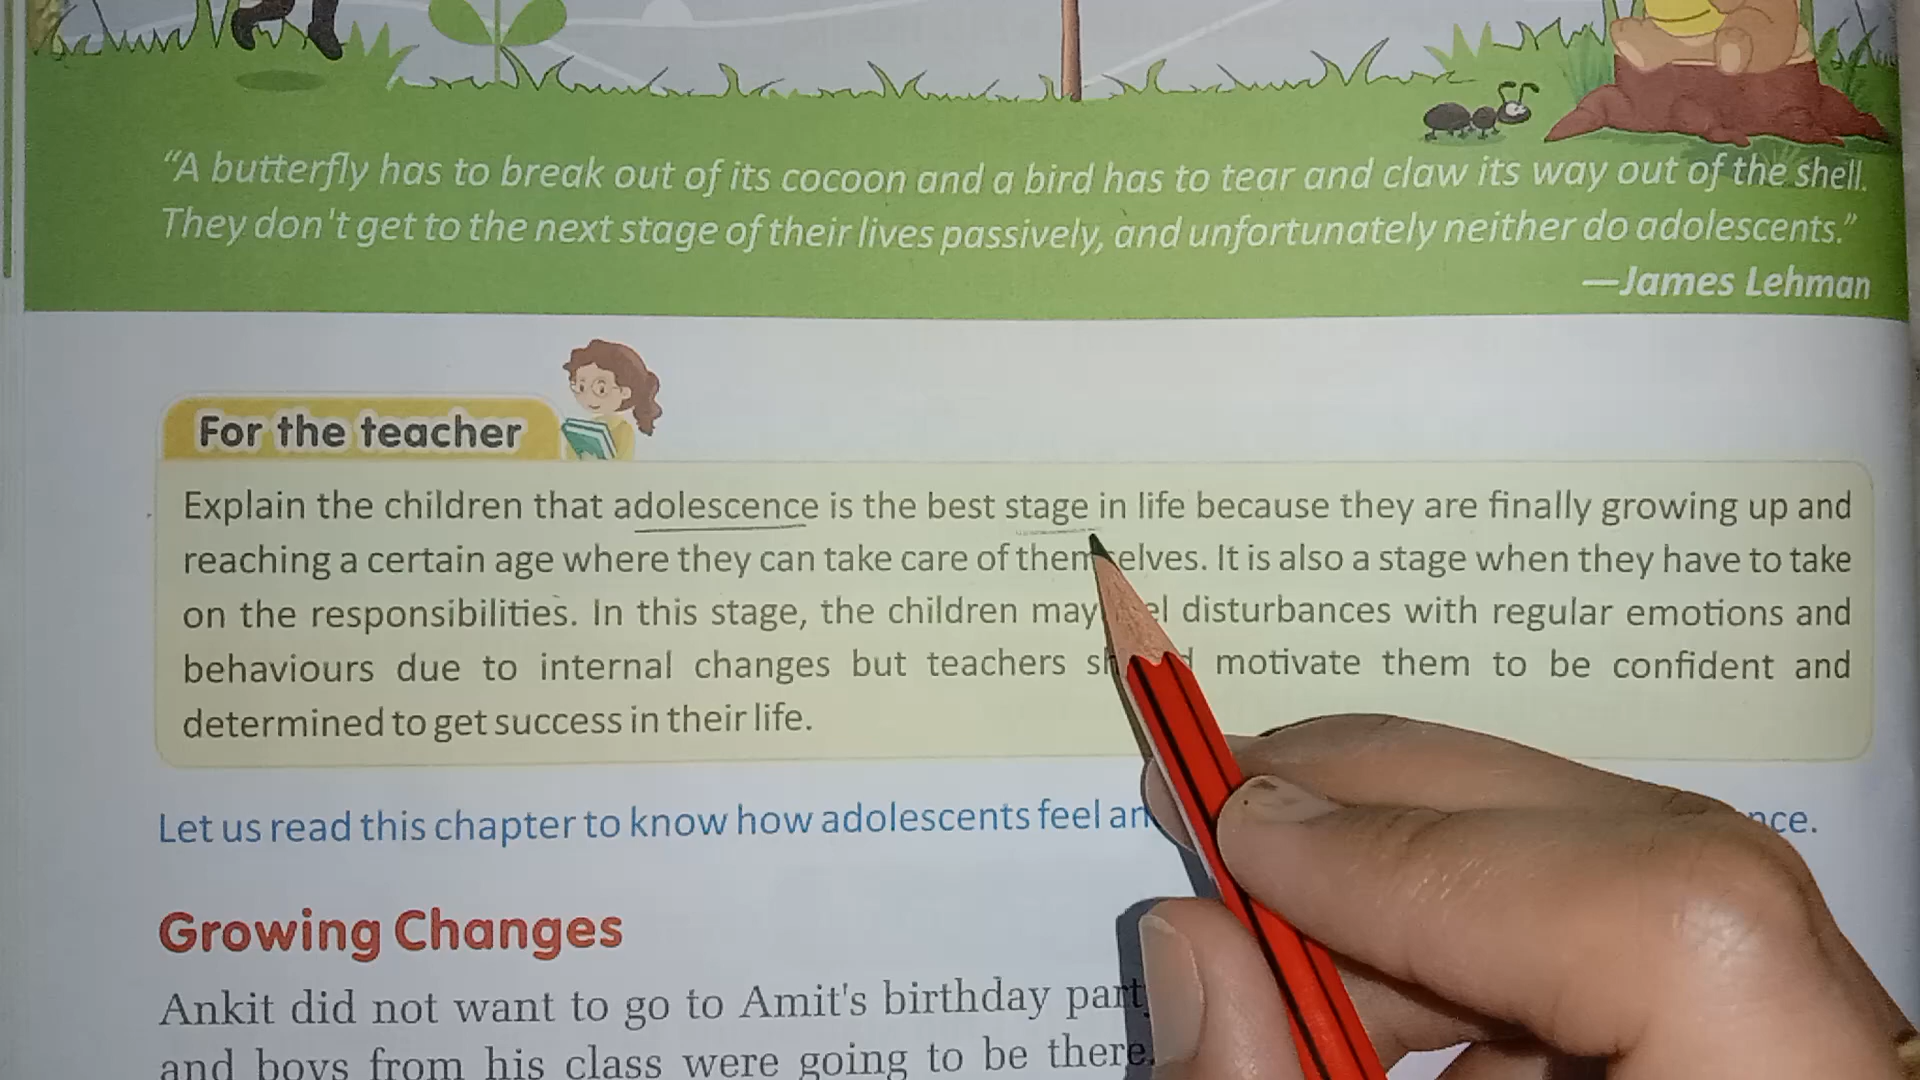 "A butterfly has to break out of its cocoon and a bird has to tear and claw its way out of the shell.
They don't get to the next stage of their lives passively, and unfortunately neither do adolescents."
—James Lehman
For the teacher
Explain the children that adolescence is the best stage in life because they are finally growing up and
reaching a certain age where they can take care of themselves. It is also a stage when they have to take
on the responsibilities. In this stage, the children may disturbances with regular emotions and
behaviours due to internal changes but teachers motivate them to be confident and
determined to get success in their life.
Let us read this chapter to know how adolescents feel
Growing Changes
Ankit did not want to go to Amit's birthday
and boys from his class were going to be there.